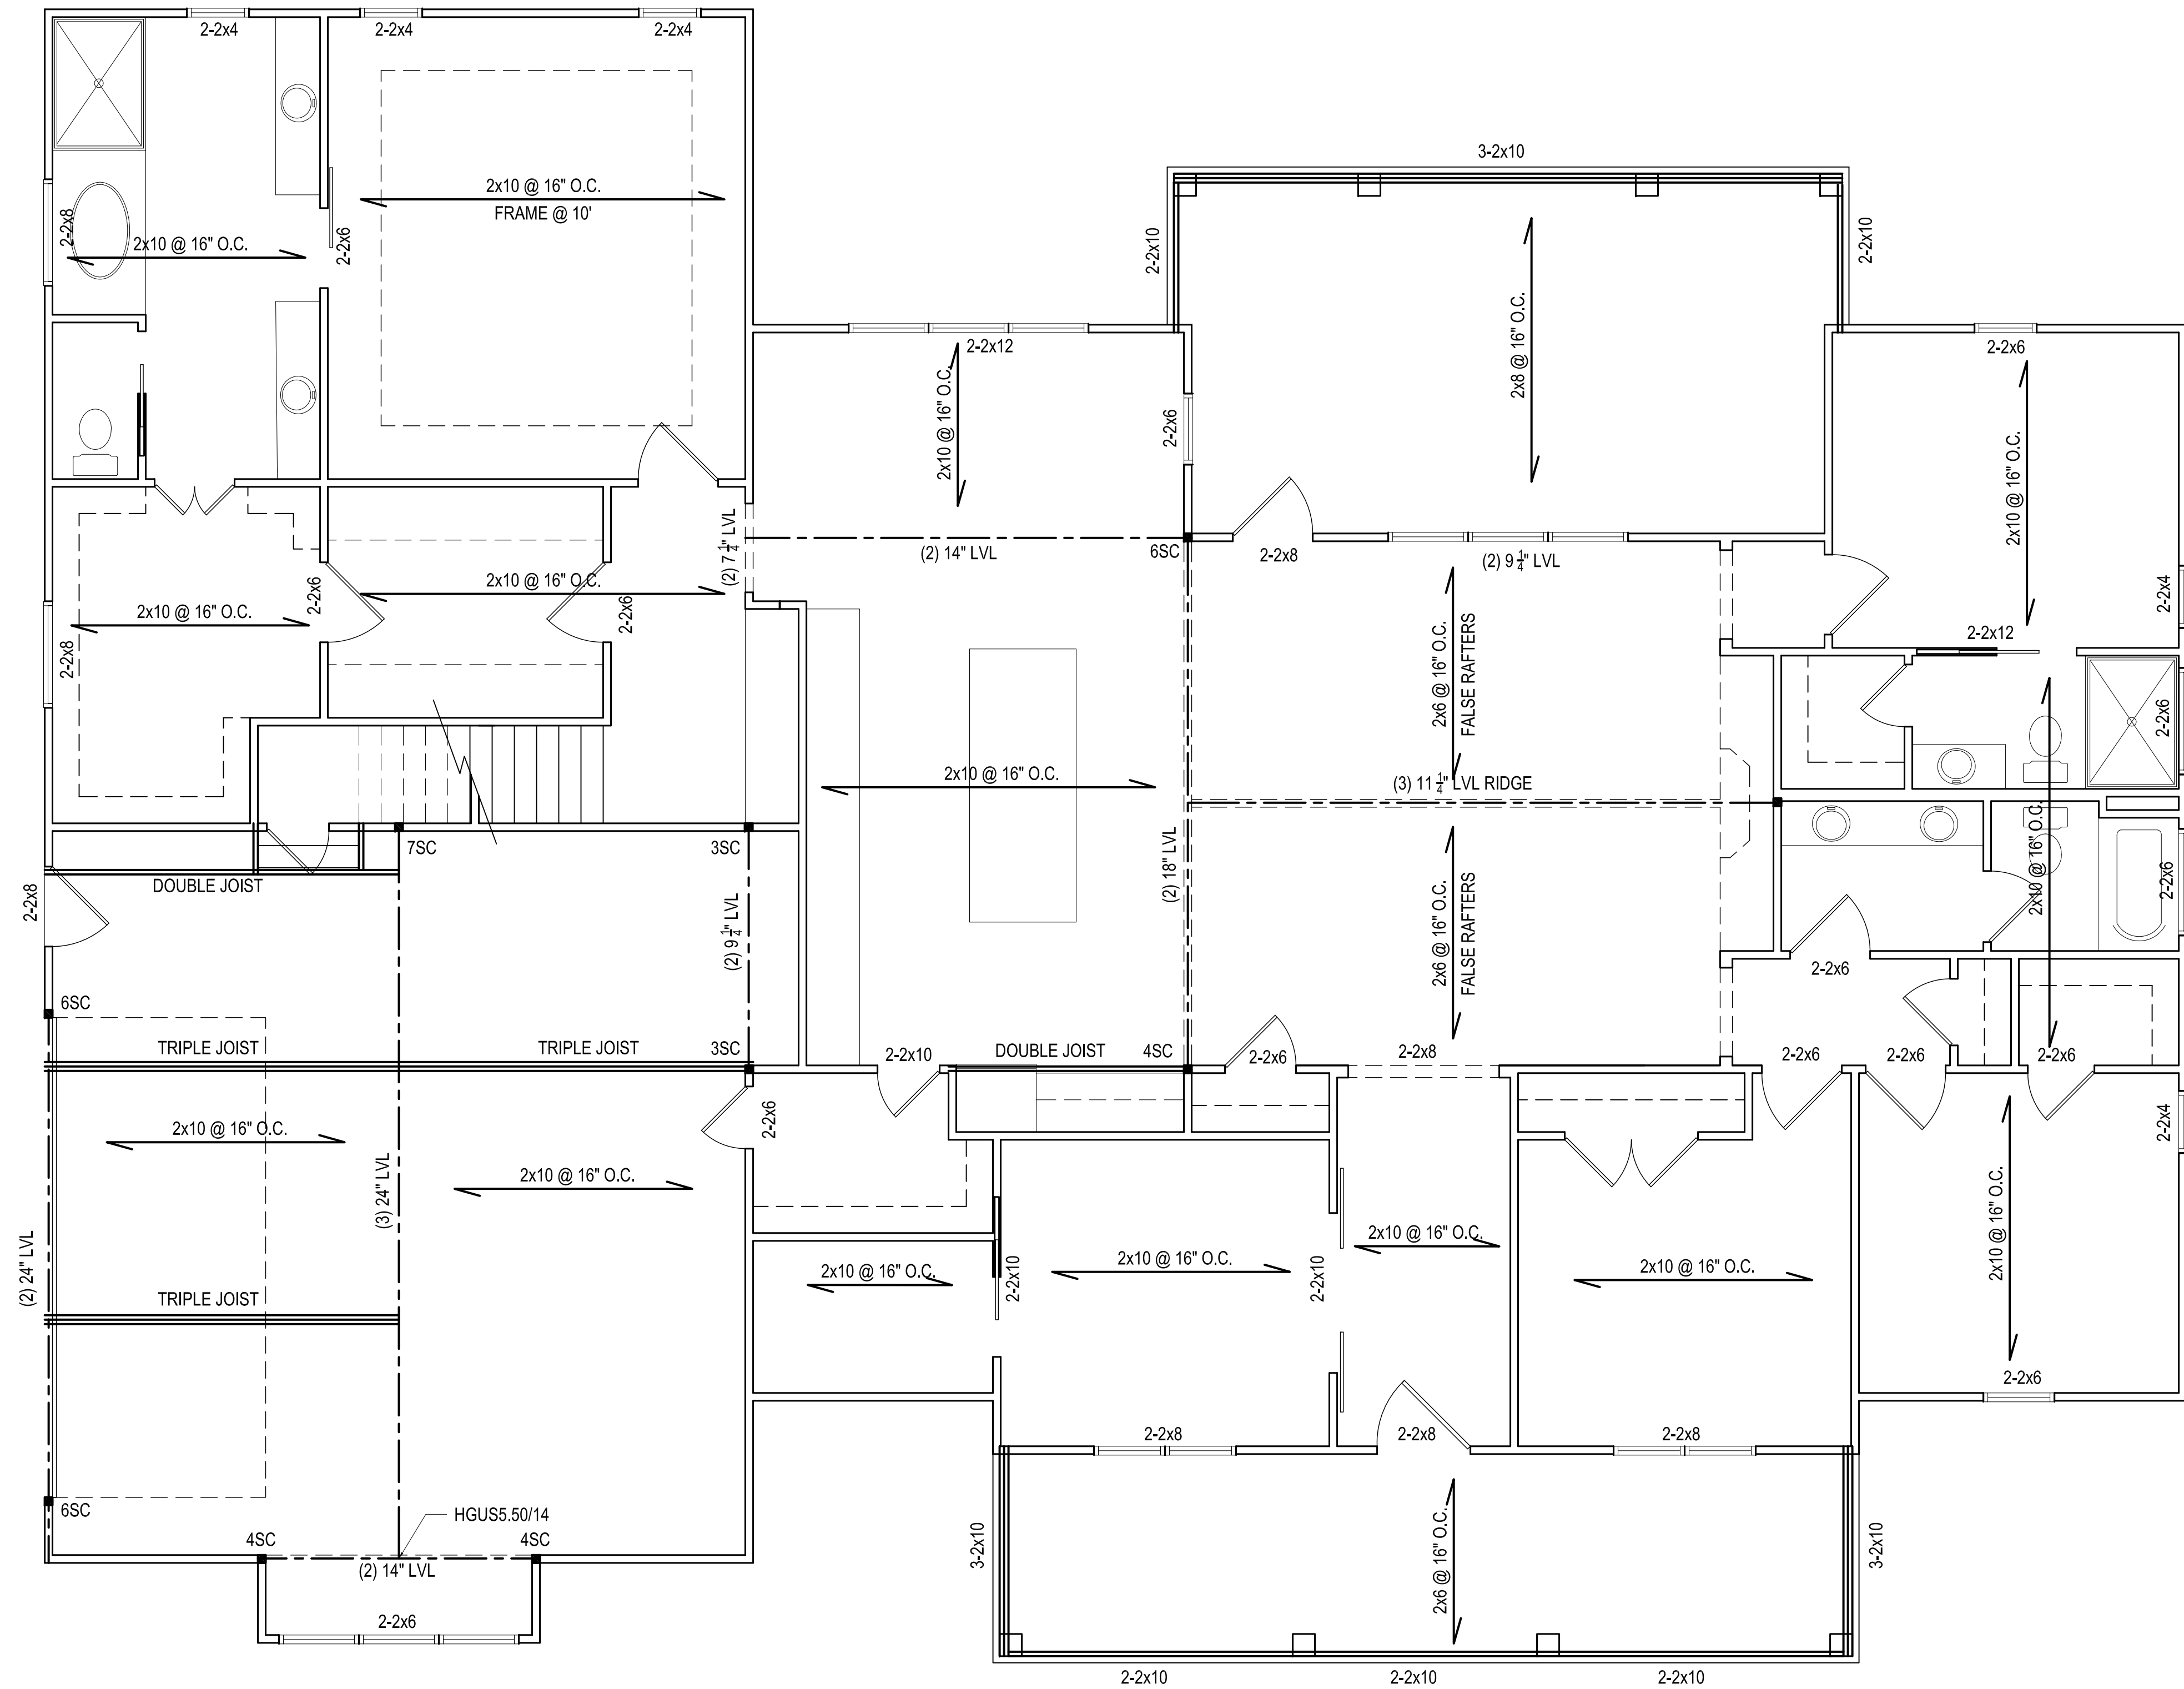 2-2x4
2-2x4
2-2x4
2x10 @ 16" O.C.
FRAME @ 10'
2-2x8
2x10 @ 16" O.C.
2-2x6
3-2x10
2-2x10
2-2x10
2x8 @ 16" O.C.
2-2x12
2x10 @ 16" O.C.
2-2x6
2-2x6
2x10 @ 16" O.C.
(2) 7 1/4" LVL
(2) 14" LVL
6SC
2-2x8
(2) 9 1/4" LVL
2x10 @ 16" O.C.
2-2x6
2x10 @ 16" O.C.
2-2x6
2-2x8
2-2x4
2-2x12
2x6 @ 16" O.C.
FALSE RAFTERS
2-2x6
2x10 @ 16" O.C.
(3) 11 1/4" LVL RIDGE
7SC
3SC
(2) 18" LVL
2x10 @ 16" O.C.
2-2x6
DOUBLE JOIST
2-2x8
(2) 9 1/4" LVL
2x6 @ 16" O.C.
FALSE RAFTERS
2-2x6
6SC
TRIPLE JOIST
TRIPLE JOIST
3SC
2-2x10
DOUBLE JOIST
4SC
2-2x6
2-2x8
2-2x6
2-2x6
2-2x6
2x10 @ 16" O.C.
2-2x6
2-2x4
2x10 @ 16" O.C.
(3) 24" LVL
2x10 @ 16" O.C.
2x10 @ 16" O.C.
(2) 24" LVL
2x10 @ 16" O.C.
2-2x10
2x10 @ 16" O.C.
2-2x10
2x10 @ 16" O.C.
2x10 @ 16" O.C.
TRIPLE JOIST
2-2x6
2-2x8
2-2x8
2-2x8
6SC
HGUS5.50/14
4SC
4SC
(2) 14" LVL
3-2x10
2x6 @ 16" O.C.
3-2x10
2-2x6
2-2x10
2-2x10
2-2x10